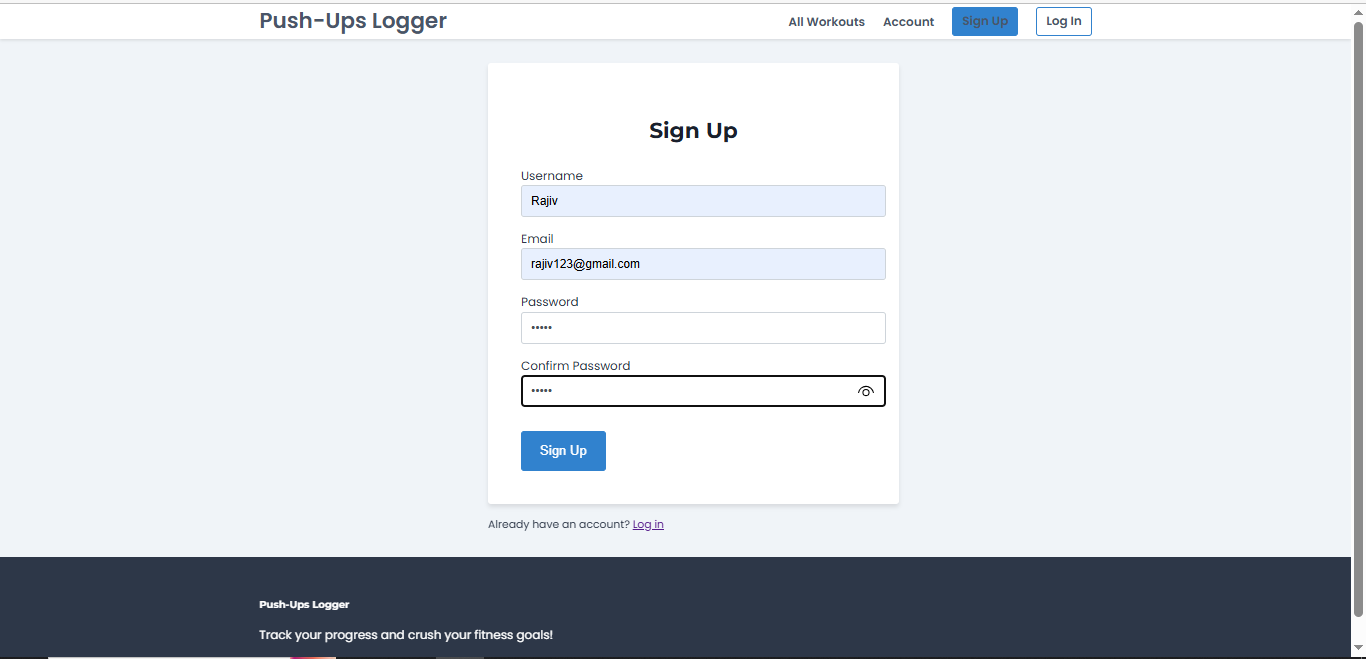 Push-Ups Logger
All Workouts Account Sign Up Log In
Sign Up
Username
Rajiv
Email
rajiv123@gmail.com
Password
•••••
Confirm Password
•••••
Sign Up
Already have an account? Log in
Push-Ups Logger
Track your progress and crush your fitness goals!